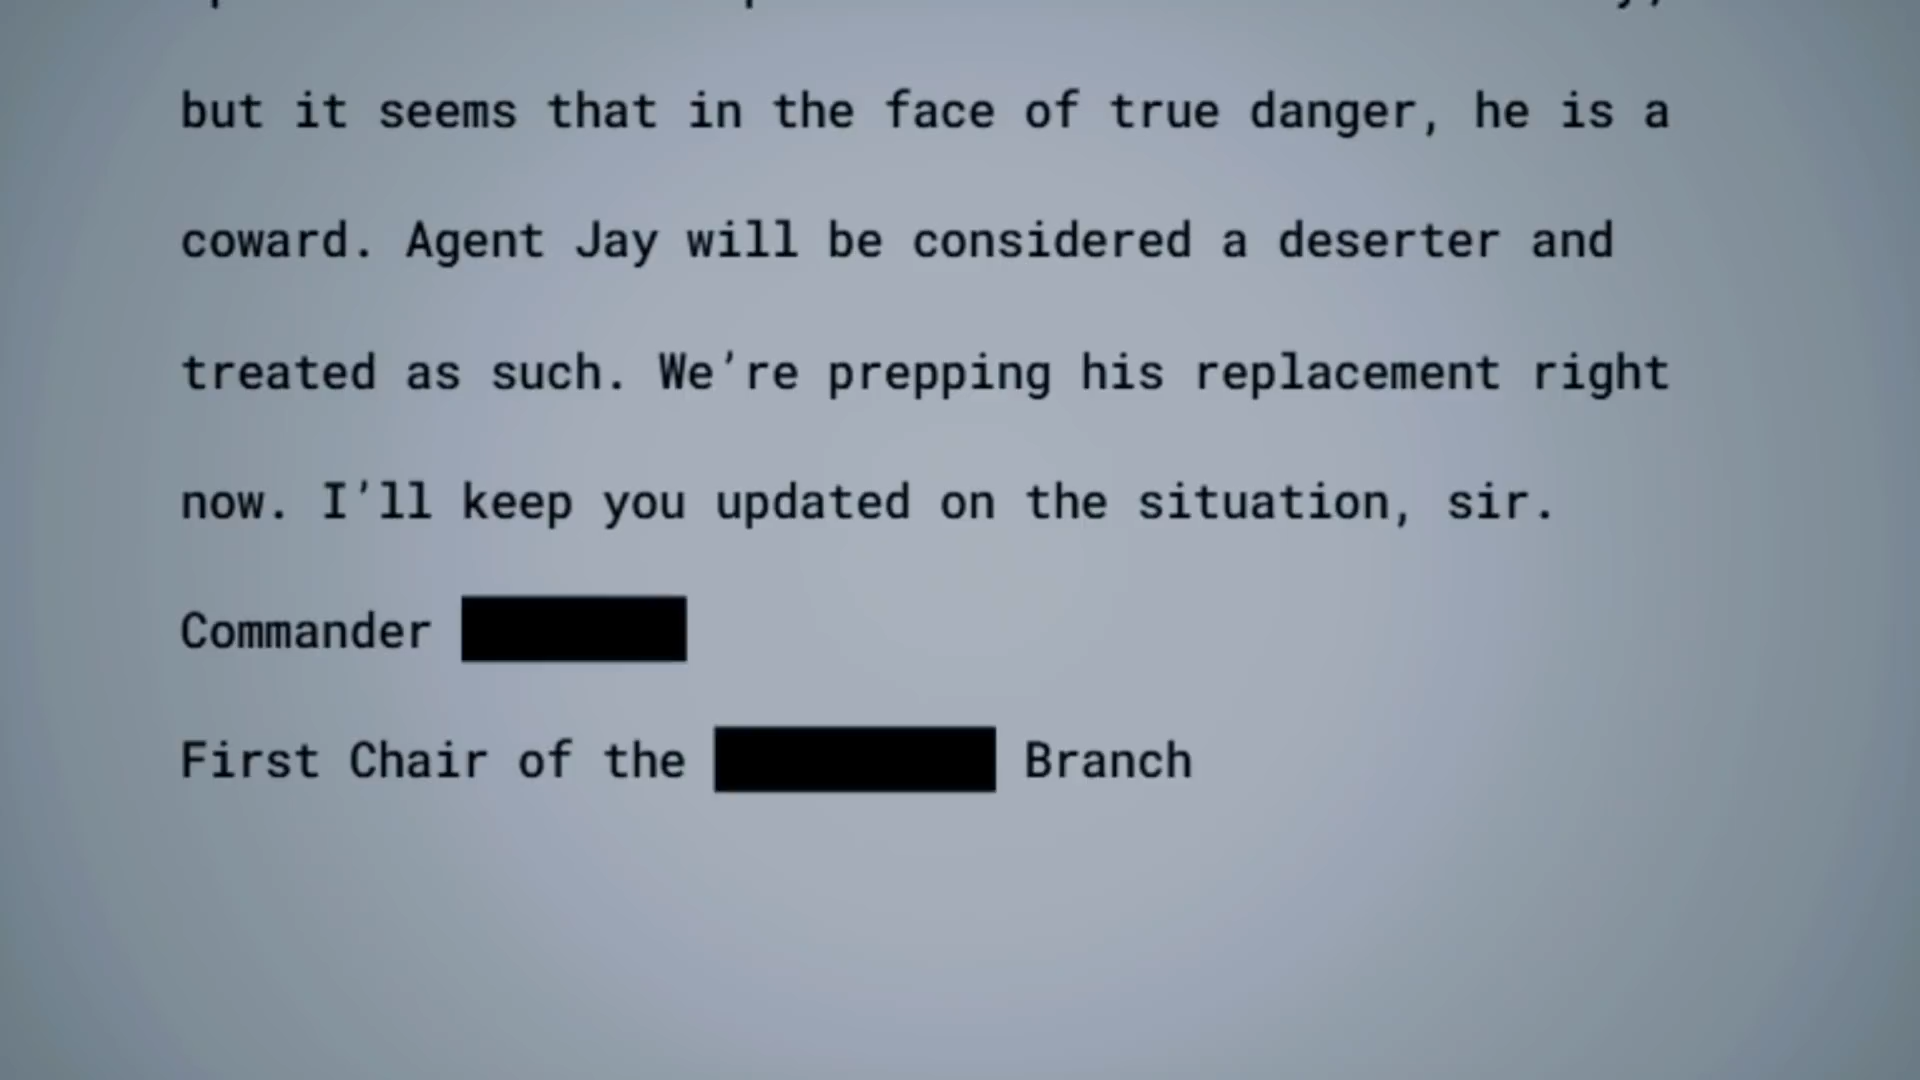 but it seems that in the face of true danger, he is a
coward. Agent Jay will be considered a deserter and
treated as such. We’re prepping his replacement right
now. I’ll keep you updated on the situation, sir.
Commander
First Chair of the Branch